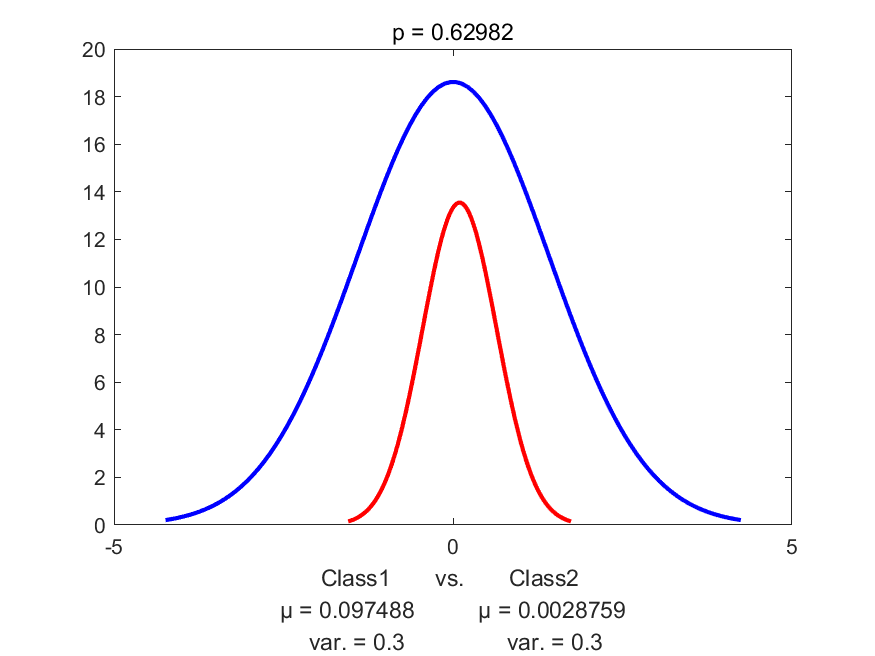 p = 0.62982
20
18
16
14
12
10
8
6
4
2
0
-5 0 5
Class1 vs. Class2
μ = 0.097488 μ = 0.0028759
var. = 0.3 var. = 0.3